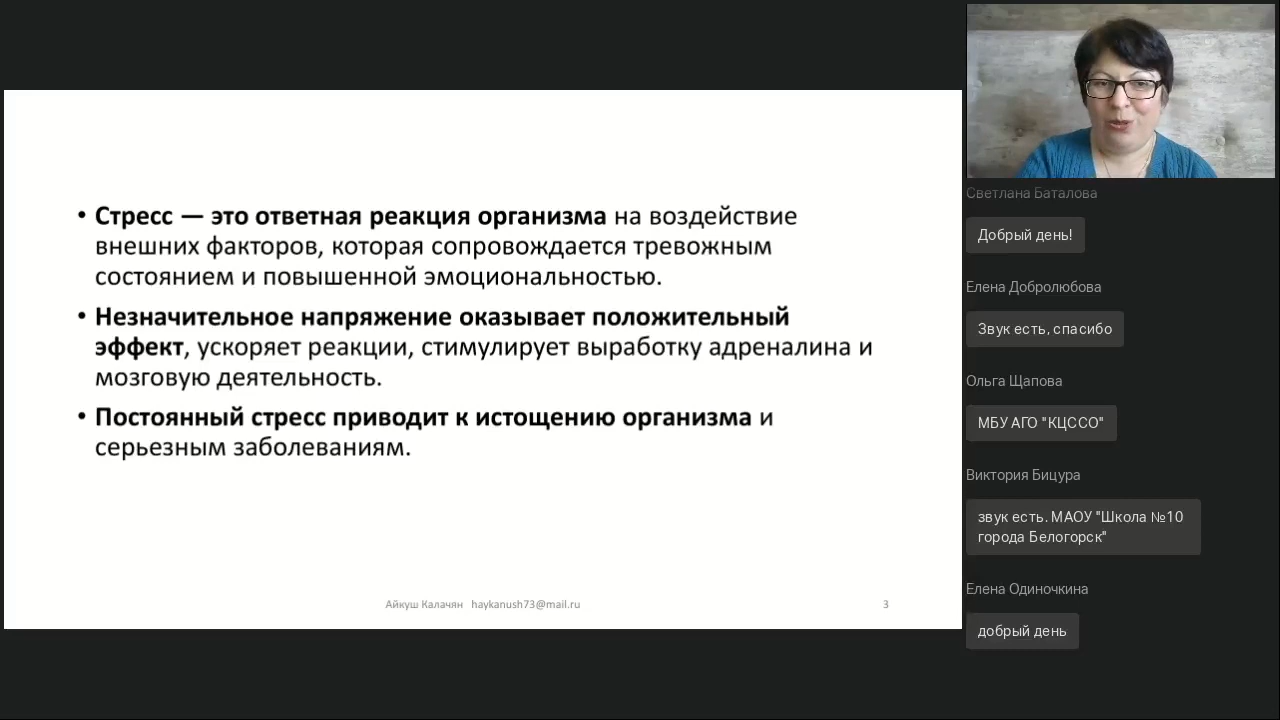 • Стресс — это ответная реакция организма на воздействие
внешних факторов, которая сопровождается тревожным
состоянием и повышенной эмоциональностью.
• Незначительное напряжение оказывает положительный
эффект, ускоряет реакции, стимулирует выработку адреналина и
мозговую деятельность.
• Постоянный стресс приводит к истощению организма и
серьезным заболеваниям.
Айкуш Калачян haykanush73@mail.ru
3
Светлана Баталова
Добрый день!
Елена Добролюбова
Звук есть, спасибо
Ольга Щапова
МБУ АГО "КЦССО"
Виктория Бицура
звук есть. МАОУ "Школа №10
города Белогорск"
Елена Одиночкина
добрый день